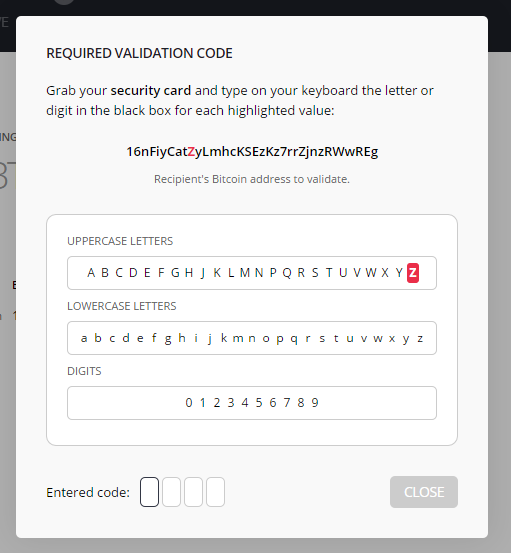 VE
REQUIRED VALIDATION CODE
Grab your security card and type on your keyboard the letter or
digit in the black box for each highlighted value:
16nFiyCatZyLmhcKSEzKz7rrZjnzRWwREg
Recipient's Bitcoin address to validate.
UPPERCASE LETTERS
A B C D E F G H J K L M N P Q R S T U V W X Y Z
LOWERCASE LETTERS
a b c d e f g h i j k m n o p q r s t u v w x y z
DIGITS
0 1 2 3 4 5 6 7 8 9
Entered code:
CLOSE